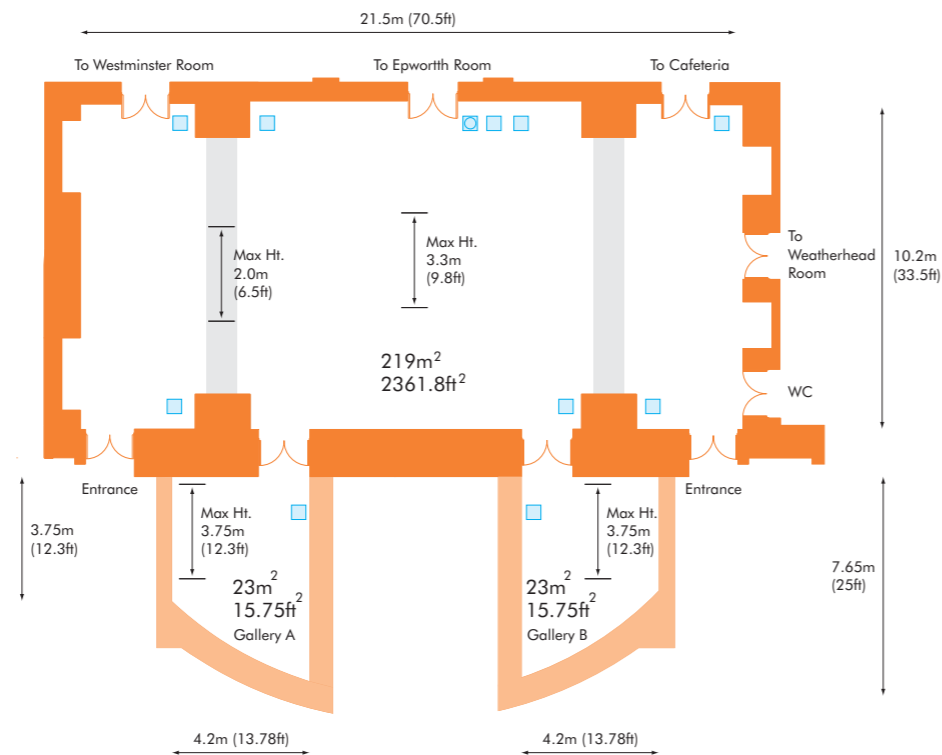 21.5m (70.5ft)
To Westminster Room
To Epwortth Room
To Cafeteria
Max Ht.
2.0m
(6.5ft)
Max Ht.
3.3m
(9.8ft)
To
Weatherhead
Room
10.2m
(33.5ft)
219m²
2361.8ft²
WC
Entrance
Entrance
3.75m
(12.3ft)
Max Ht.
3.75m
(12.3ft)
23m²
15.75ft²
Gallery A
Max Ht.
3.75m
(12.3ft)
23m²
15.75ft²
Gallery B
7.65m
(25ft)
4.2m (13.78ft)
4.2m (13.78ft)